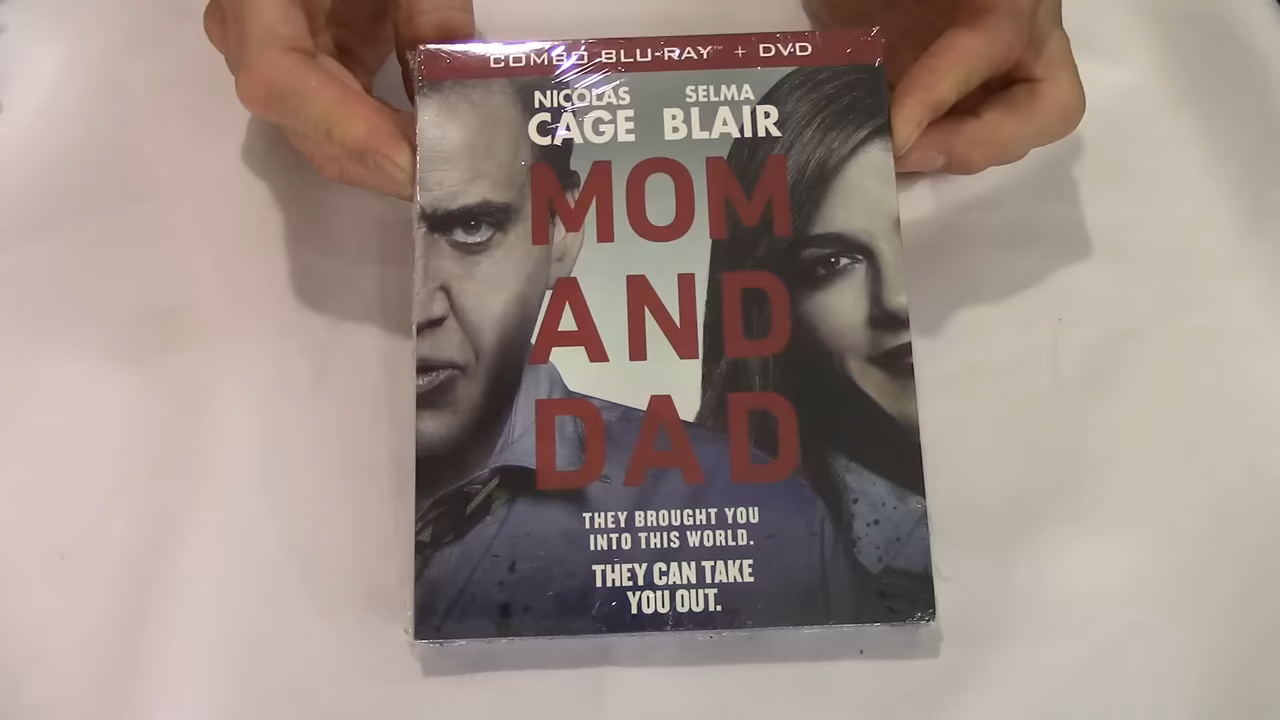 COMBO BLU-RAY™ + DVD
NICOLAS SELMA
CAGE BLAIR
MOM
AND
DAD
THEY BROUGHT YOU
INTO THIS WORLD.
THEY CAN TAKE
YOU OUT.